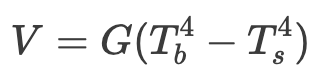 $V = G(T_b^4 - T_s^4)$